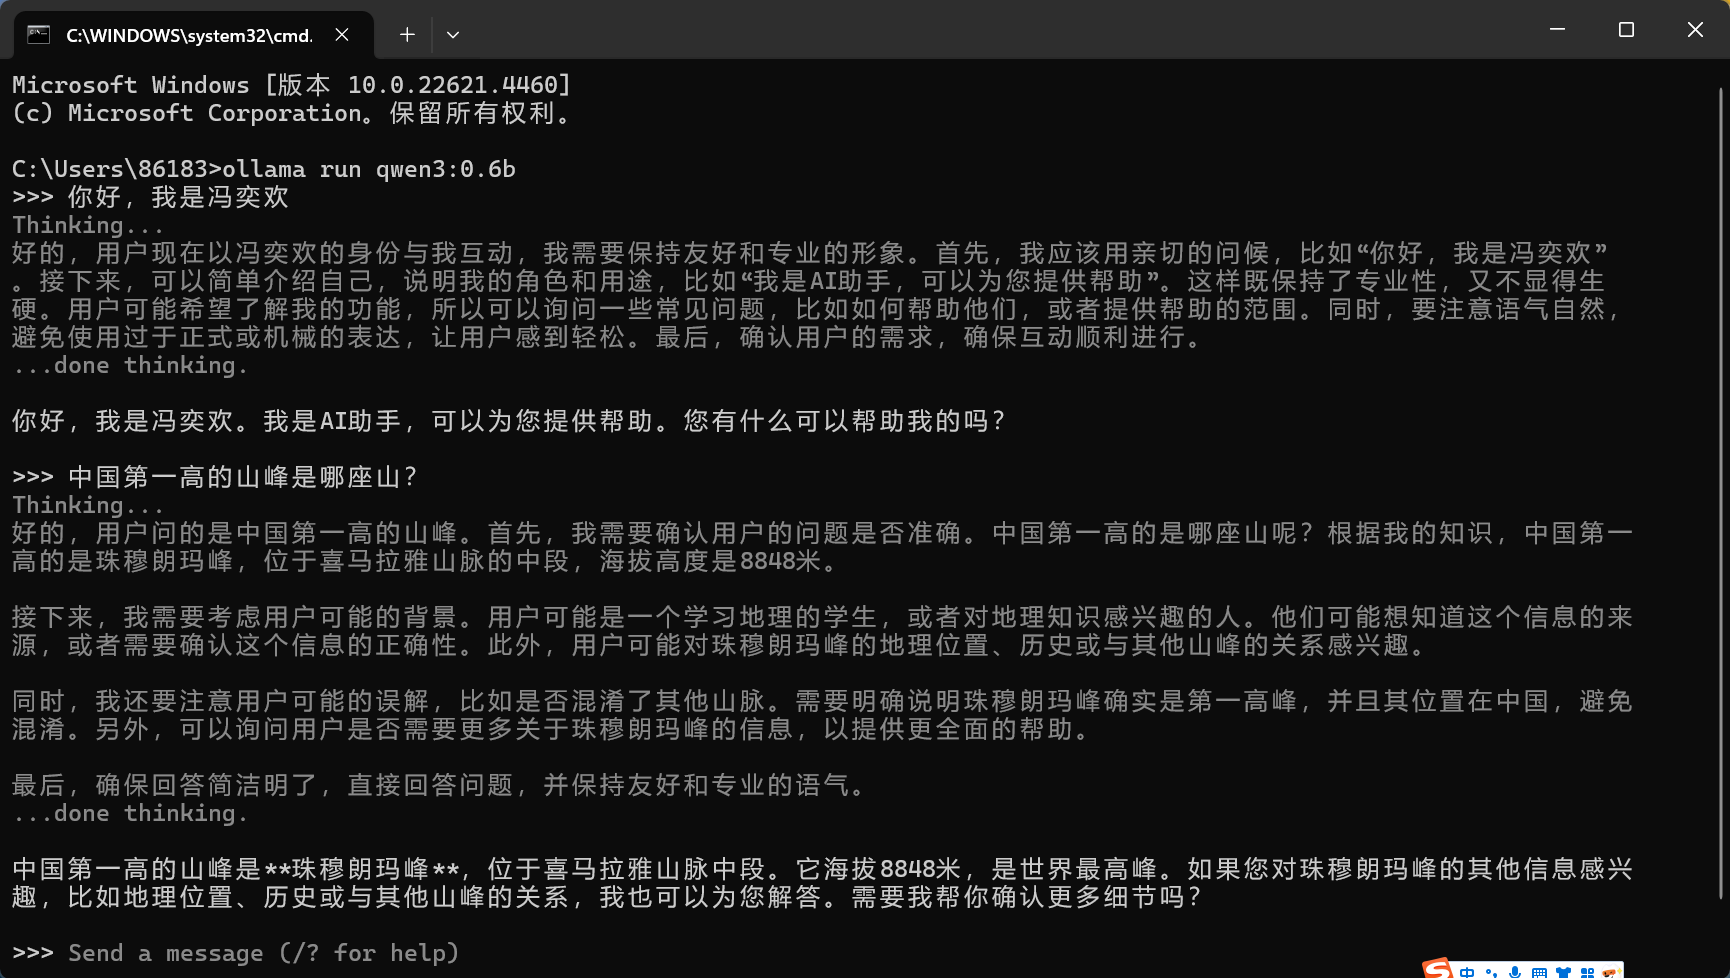 C:\WINDOWS\system32\cmd.
Microsoft Windows [版本 10.0.22621.4460]
(c) Microsoft Corporation。保留所有权利。
C:\Users\86183>ollama run qwen3:0.6b
>>> 你好，我是冯奕欢
Thinking...
好的，用户现在以冯奕欢的身份与我互动，我需要保持友好和专业的形象。首先，我应该用亲切的问候，比如“你好，我是冯奕欢”
。接下来，可以简单介绍自己，说明我的角色和用途，比如“我是AI助手，可以为您提供帮助”。这样既保持了专业性，又不显得生
硬。用户可能希望了解我的功能，所以可以询问一些常见问题，比如如何帮助他们，或者提供帮助的范围。同时，要注意语气自然，
避免使用过于正式或机械的表达，让用户感到轻松。最后，确认用户的需求，确保互动顺利进行。
...done thinking.
你好，我是冯奕欢。我是AI助手，可以为您提供帮助。您有什么可以帮助我的吗？
>>> 中国第一高的山峰是哪座山？
Thinking...
好的，用户问的是中国第一高的山峰。首先，我需要确认用户的问题是否准确。中国第一高的是哪座山呢？根据我的知识，中国第一
高的是珠穆朗玛峰，位于喜马拉雅山脉的中段，海拔高度是8848米。
接下来，我需要考虑用户可能的背景。用户可能是一个学习地理的学生，或者对地理知识感兴趣的人。他们可能想知道这个信息的来
源，或者需要确认这个信息的正确性。此外，用户可能对珠穆朗玛峰的地理位置、历史或与其他山峰的关系感兴趣。
同时，我还要注意用户可能的误解，比如是否混淆了其他山脉。需要明确说明珠穆朗玛峰确实是第一高峰，并且其位置在中国，避免
混淆。另外，可以询问用户是否需要更多关于珠穆朗玛峰的信息，以提供更全面的帮助。
最后，确保回答简洁明了，直接回答问题，并保持友好和专业的语气。
...done thinking.
中国第一高的山峰是**珠穆朗玛峰**，位于喜马拉雅山脉中段。它海拔8848米，是世界最高峰。如果您对珠穆朗玛峰的其他信息感兴
趣，比如地理位置、历史或与其他山峰的关系，我也可以为您解答。需要我帮你确认更多细节吗？
>>> Send a message (/? for help)
中